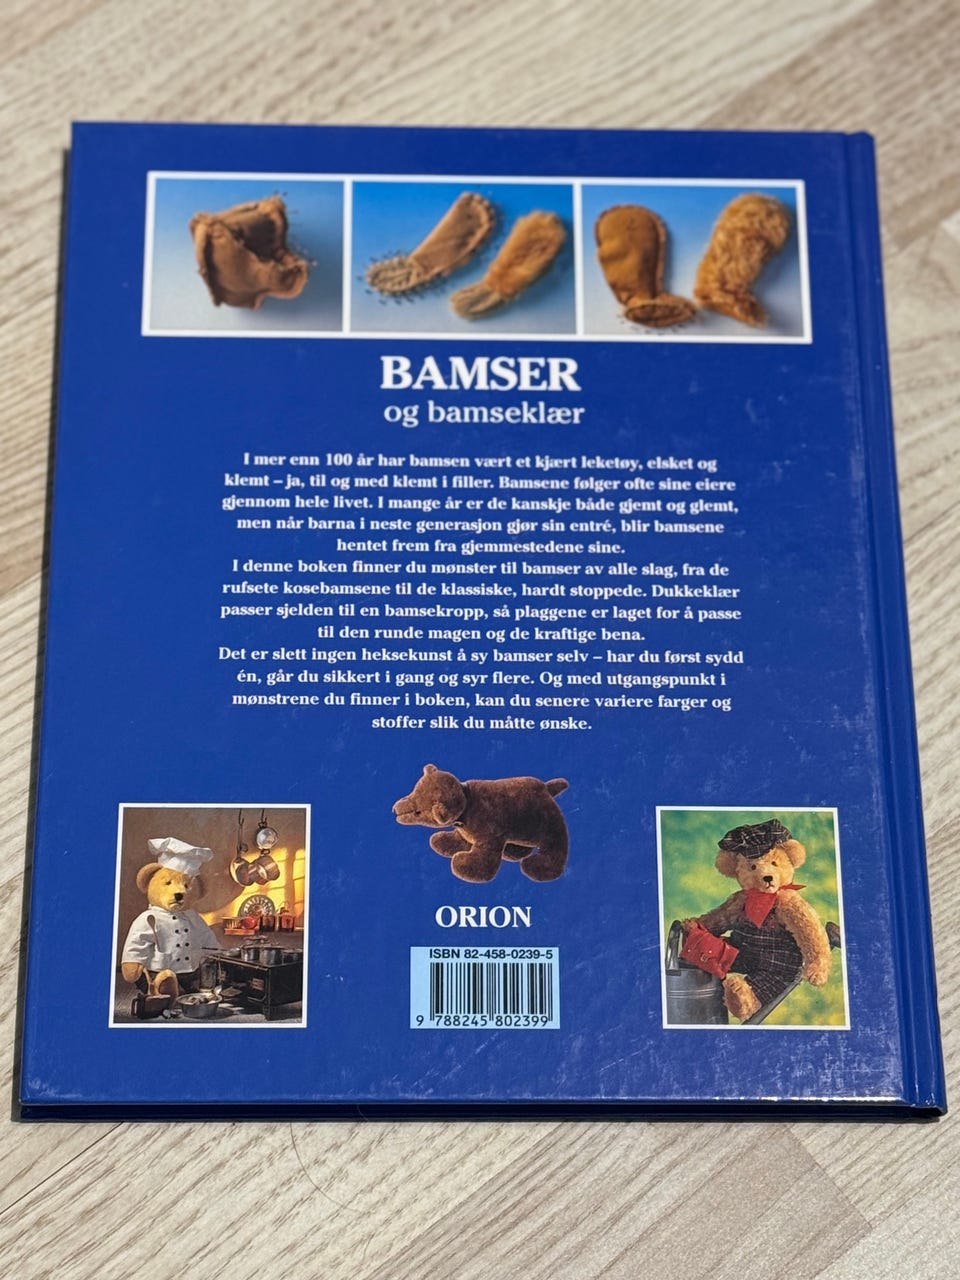 BAMSER
og bamseklær
I mer enn 100 år har bamsen vært et kjært leketøy, elsket og
klemt – ja, til og med klemt i filler. Bamsene følger ofte sine eiere
gjennom hele livet. I mange år er de kanskje både gjemt og glemt,
men når barna i neste generasjon gjør sin entré, blir bamsene
hentet frem fra gjemmestedene sine.
I denne boken finner du mønster til bamser av alle slag, fra de
rufsete kosebamsene til de klassiske, hardt stoppede. Dukkeklær
passer sjelden til en bamsekropp, så plaggene er laget for å passe
til den runde magen og de kraftige bena.
Det er slett ingen heksekunst å sy bamser selv – har du først sydd
én, går du sikkert i gang og syr flere. Og med utgangspunkt i
mønstrene du finner i boken, kan du senere variere farger og
stoffer slik du måtte ønske.
ORION
ISBN 82-458-0239-5
9 788245 802399